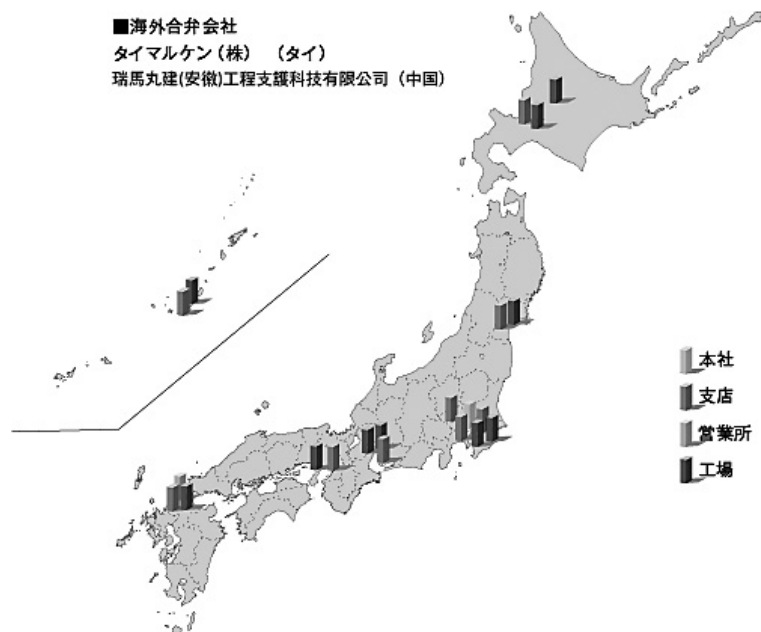 ■海外合弁会社
タイマルケン（株）　（タイ）
瑞馬丸建(安徽)工程支護科技有限公司（中国）
本社
支店
営業所
工場